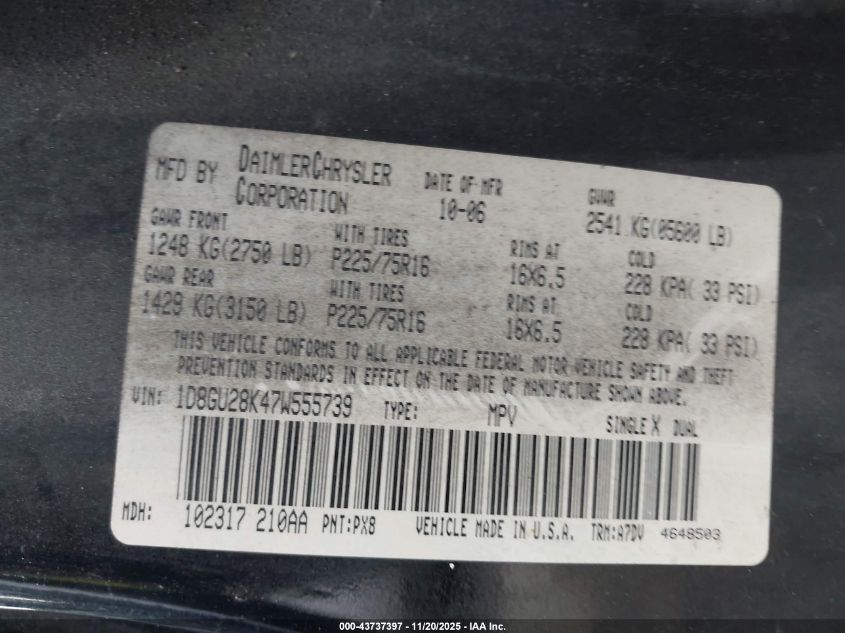 MFD BY DAIMLERCHRYSLER CORPORATION DATE OF MFR 10-06 GVWR 2541 KG(05600 LB)
GAWR FRONT WITH TIRES RIMS AT COLD
1248 KG(2750 LB) P225/75R16 16X6.5 228 KPA( 33 PSI)
GAWR REAR WITH TIRES RIMS AT COLD
1429 KG(3150 LB) P225/75R16 16X6.5 228 KPA( 33 PSI)
THIS VEHICLE CONFORMS TO ALL APPLICABLE FEDERAL MOTOR VEHICLE SAFETY AND THEFT
PREVENTION STANDARDS IN EFFECT ON THE DATE OF MANUFACTURE SHOWN ABOVE.
VIN: 1D8GU28K47W555739 TYPE: MPV SINGLE X DUAL
MDH: 102317 210AA PNT:PX8 VEHICLE MADE IN U.S.A. TRM:A7DV 4648503
000-43737397 - 11/20/2025 - IAA Inc.